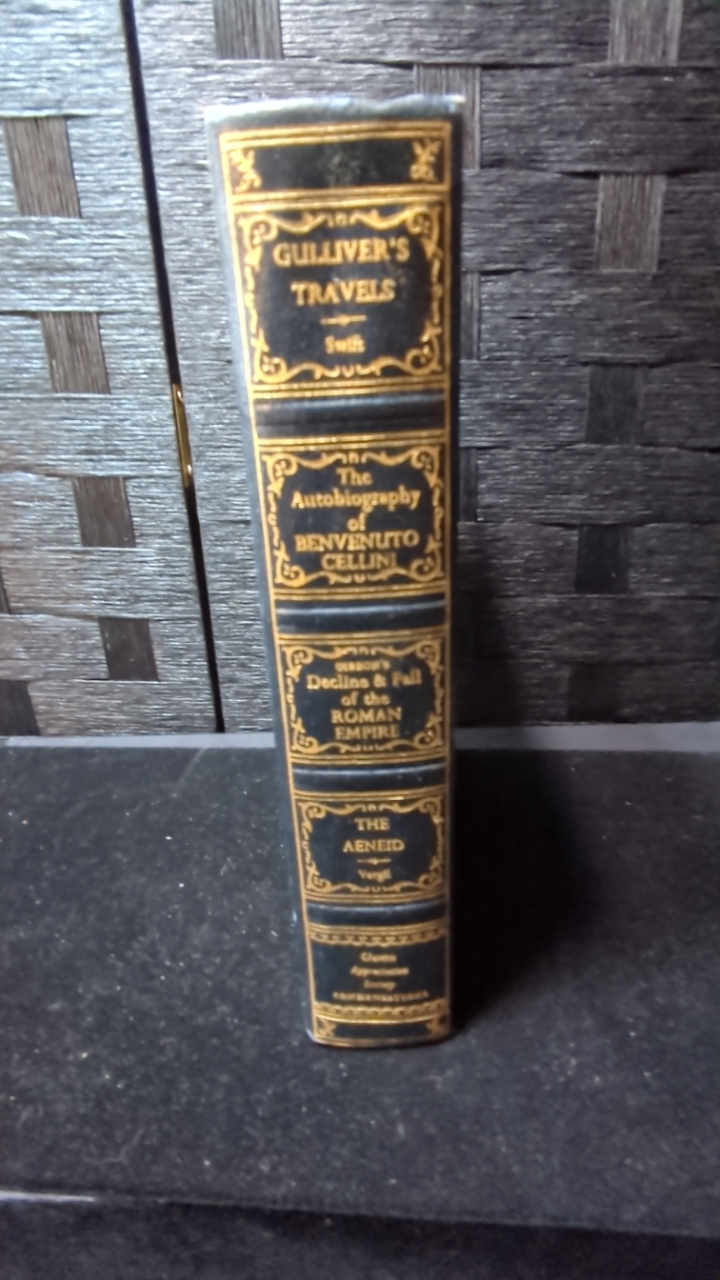 GULLIVER'S
TRAVELS
Swift
The
Autobiography
of
BENVENUTO
CELLINI
GIBBON'S
Decline & Fall
of the
ROMAN
EMPIRE
THE
AENEID
Vergil
Classics
Appreciation
Society
CONDENSATIONS